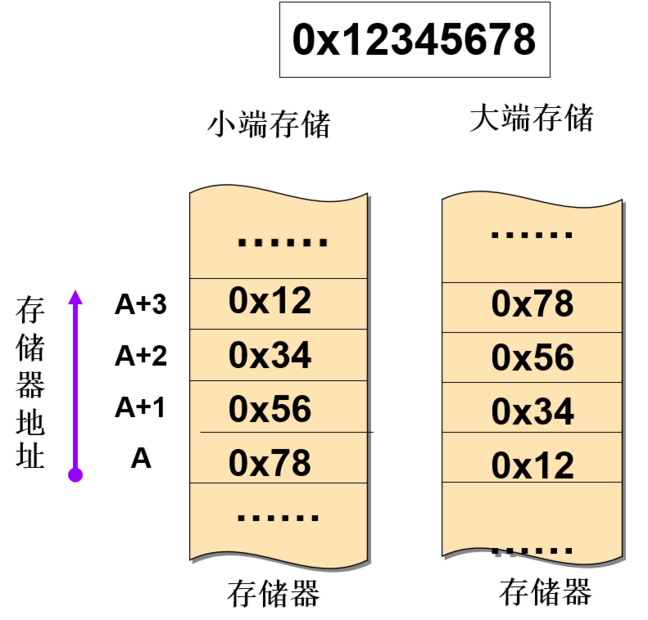 0x12345678
小端存储 大端存储
...... ......
A+3 0x12 0x78
A+2 0x34 0x56
A+1 0x56 0x34
A 0x78 0x12
...... ......
存储器地址
存储器 存储器